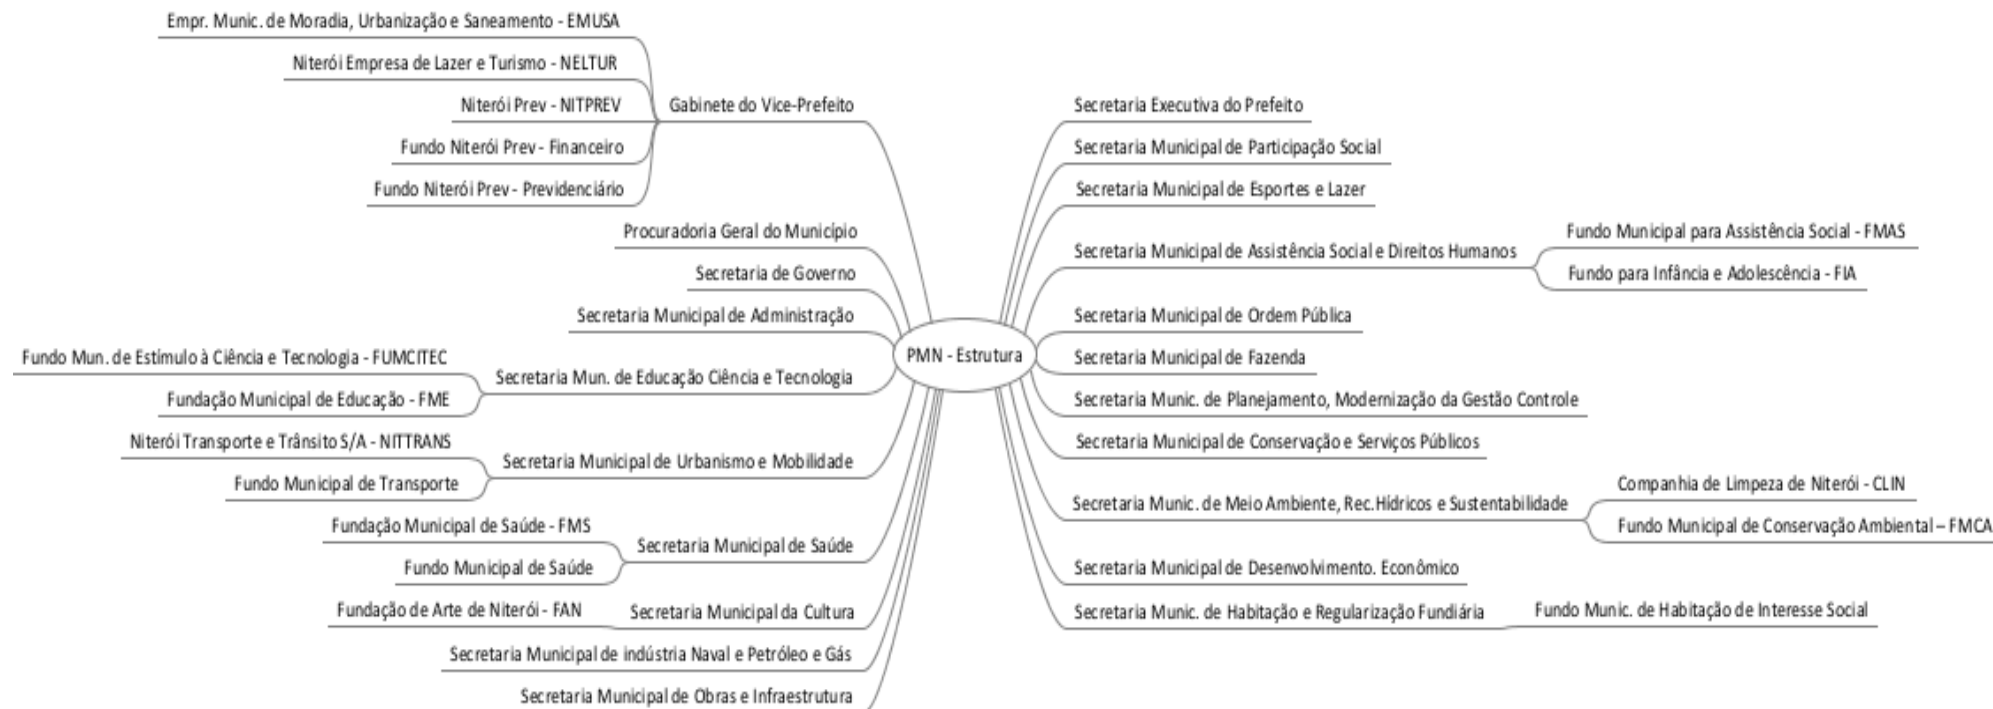 Empr. Munic. de Moradia, Urbanização e Saneamento - EMUSA
Niterói Empresa de Lazer e Turismo - NELTUR
Niterói Prev - NITPREV
Gabinete do Vice-Prefeito
Fundo Niterói Prev - Financeiro
Fundo Niterói Prev - Previdenciário
Procuradoria Geral do Município
Secretaria de Governo
Secretaria Municipal de Administração
Fundo Mun. de Estímulo à Ciência e Tecnologia - FUMCITEC
Secretaria Mun. de Educação Ciência e Tecnologia
Fundação Municipal de Educação - FME
Niterói Transporte e Trânsito S/A - NITTRANS
Secretaria Municipal de Urbanismo e Mobilidade
Fundo Municipal de Transporte
Fundação Municipal de Saúde - FMS
Secretaria Municipal de Saúde
Fundo Municipal de Saúde
Fundação de Arte de Niterói - FAN
Secretaria Municipal da Cultura
Secretaria Municipal de indústria Naval e Petróleo e Gás
Secretaria Municipal de Obras e Infraestrutura
PMN - Estrutura
Secretaria Executiva do Prefeito
Secretaria Municipal de Participação Social
Secretaria Municipal de Esportes e Lazer
Secretaria Municipal de Assistência Social e Direitos Humanos
Fundo Municipal para Assistência Social - FMAS
Fundo para Infância e Adolescência - FIA
Secretaria Municipal de Ordem Pública
Secretaria Municipal de Fazenda
Secretaria Munic. de Planejamento, Modernização da Gestão Controle
Secretaria Municipal de Conservação e Serviços Públicos
Secretaria Munic. de Meio Ambiente, Rec.Hídricos e Sustentabilidade
Companhia de Limpeza de Niterói - CLIN
Fundo Municipal de Conservação Ambiental – FMCA
Secretaria Municipal de Desenvolvimento. Econômico
Secretaria Munic. de Habitação e Regularização Fundiária
Fundo Munic. de Habitação de Interesse Social